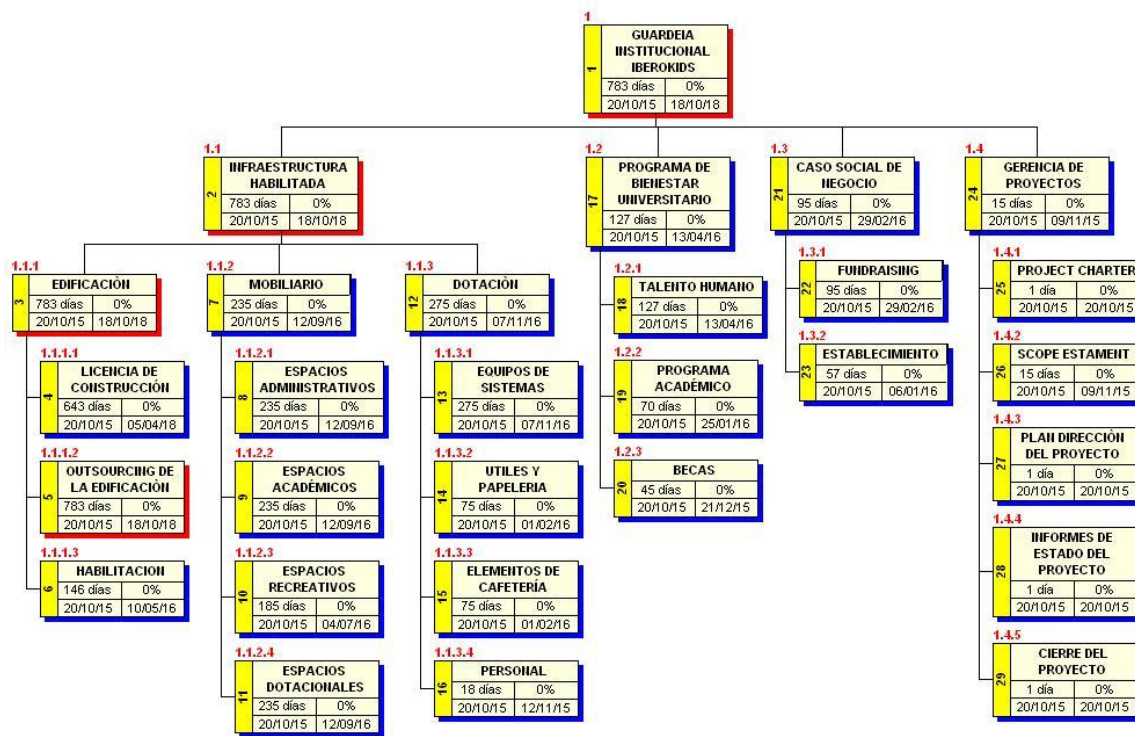 1
GUARDEIA
INSTITUCIONAL
IBEROKIDS
1
783 días 0%
20/10/15 18/10/18
1.1
INFRAESTRUCTURA
HABILITADA
2
783 días 0%
20/10/15 18/10/18
1.2
PROGRAMA DE
BIENESTAR
UNIVERSITARIO
17
127 días 0%
20/10/15 13/04/16
1.3
CASO SOCIAL DE
NEGOCIO
21
95 días 0%
20/10/15 29/02/16
1.4
GERENCIA DE
PROYECTOS
24
15 días 0%
20/10/15 09/11/15
1.1.1
EDIFICACIÒN
3
783 días 0%
20/10/15 18/10/18
1.1.2
MOBILIARIO
7
235 días 0%
20/10/15 12/09/16
1.1.3
DOTACIÒN
12
275 días 0%
20/10/15 07/11/16
1.2.1
TALENTO HUMANO
18
127 días 0%
20/10/15 13/04/16
1.3.1
FUNDRAISING
22
95 días 0%
20/10/15 29/02/16
1.4.1
PROJECT CHARTER
25
1 día 0%
20/10/15 20/10/15
1.1.1.1
LICENCIA DE
CONSTRUCCIÓN
4
643 días 0%
20/10/15 05/04/18
1.1.2.1
ESPACIOS
ADMINISTRATIVOS
8
235 días 0%
20/10/15 12/09/16
1.1.3.1
EQUIPOS DE
SISTEMAS
13
275 días 0%
20/10/15 07/11/16
1.2.2
PROGRAMA
ACADÉMICO
19
70 días 0%
20/10/15 25/01/16
1.3.2
ESTABLECIMIENTO
23
57 días 0%
20/10/15 06/01/16
1.4.2
SCOPE ESTAMENT
26
15 días 0%
20/10/15 09/11/15
1.1.1.2
OUTSOURCING DE
LA EDIFICACIÒN
5
783 días 0%
20/10/15 18/10/18
1.1.2.2
ESPACIOS
ACADÉMICOS
9
235 días 0%
20/10/15 12/09/16
1.1.3.2
UTILES Y
PAPELERIA
14
75 días 0%
20/10/15 01/02/16
1.2.3
BECAS
20
45 días 0%
20/10/15 21/12/15
1.4.3
PLAN DIRECCIÒN
DEL PROYECTO
27
1 día 0%
20/10/15 20/10/15
1.1.1.3
HABILITACION
6
146 días 0%
20/10/15 10/05/16
1.1.2.3
ESPACIOS
RECREATIVOS
10
185 días 0%
20/10/15 04/07/16
1.1.3.3
ELEMENTOS DE
CAFETERÍA
15
75 días 0%
20/10/15 01/02/16
1.4.4
INFORMES DE
ESTADO DEL
PROYECTO
28
1 día 0%
20/10/15 20/10/15
1.1.2.4
ESPACIOS
DOTACIONALES
11
235 días 0%
20/10/15 12/09/16
1.1.3.4
PERSONAL
16
18 días 0%
20/10/15 12/11/15
1.4.5
CIERRE DEL
PROYECTO
29
1 día 0%
20/10/15 20/10/15